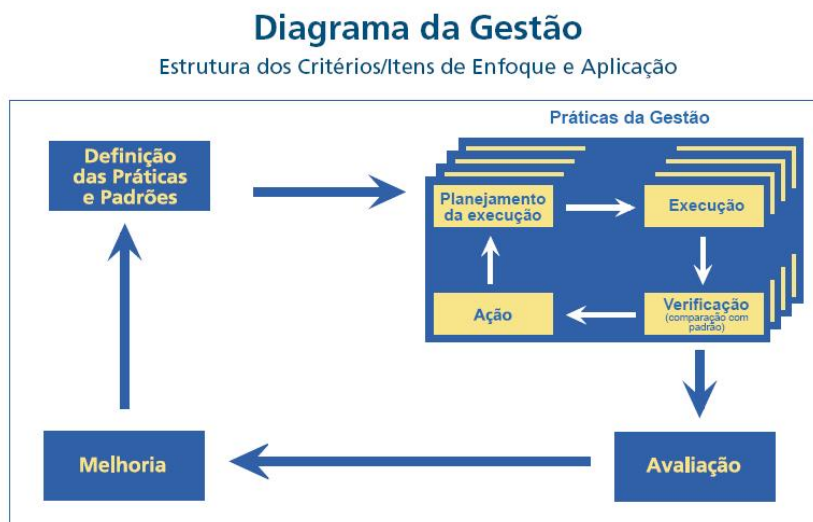 Diagrama da Gestão
Estrutura dos Critérios/Itens de Enfoque e Aplicação
Práticas da Gestão
Definição
das Práticas
e Padrões
Planejamento
da execução
Execução
Ação
Verificação
(comparação com
padrão)
Melhoria
Avaliação